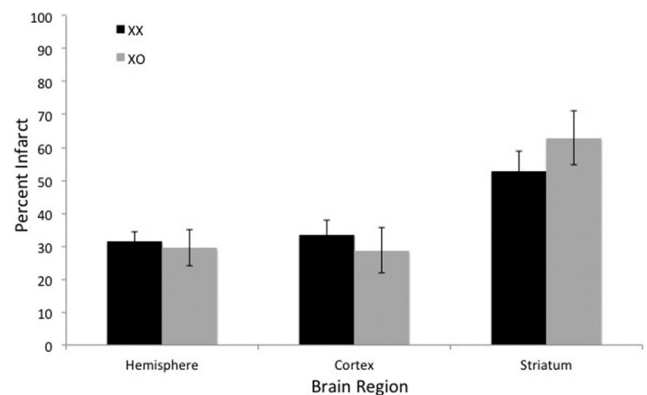 100
90
80
70
60
50
40
30
20
10
0
Percent Infarct
XX
XO
Hemisphere Cortex Striatum
Brain Region